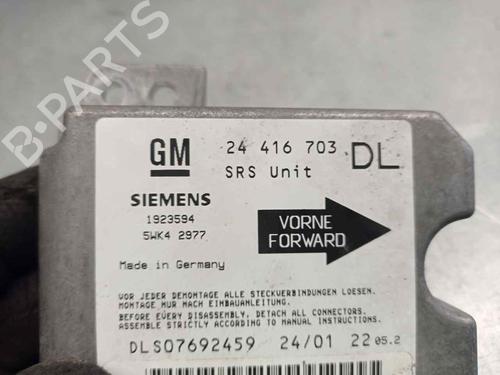 B-PARTS
GM
24 416 703
DL
SRS Unit
SIEMENS
1923594
5WK4 2977
VORNE
FORWARD
Made in Germany
VOR JEDER DEMONTAGE ALLE STECKVERBINDUNGEN LOESEN.
MONTAGE NUR NACH EINBAUANLEITUNG.
BEFORE EVERY DISASSEMBLY, DETACH ALL CONNECTORS.
ASSEMBLE STRICTLY ACCORDING TO MANUAL INSTRUCTIONS.
DLS07692459 24/01 22 05.2